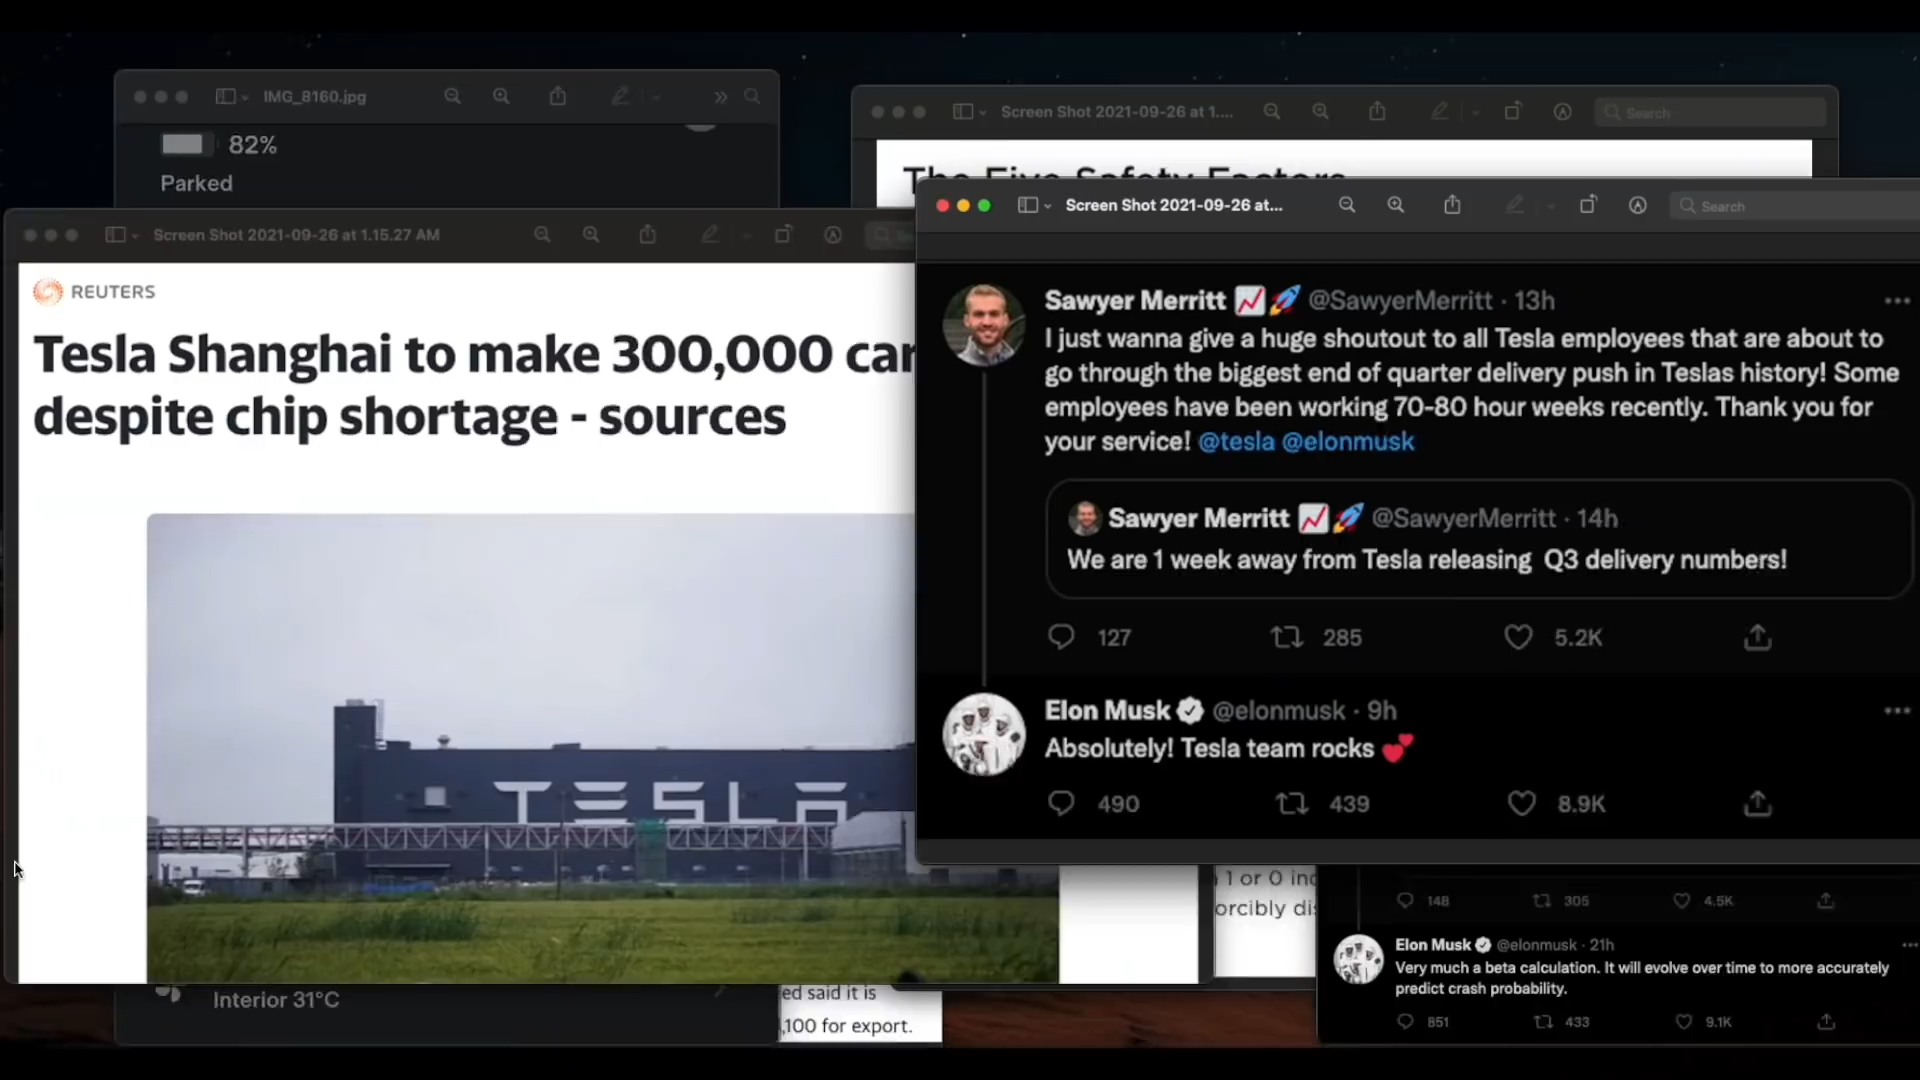 IMG_8160.jpg
82%
Parked
Screen Shot 2021-09-26 at 1....
Search
The Five Safety Factors
Screen Shot 2021-09-26 at 1.15.27 AM
REUTERS
Tesla Shanghai to make 300,000 car
despite chip shortage - sources
TESLA
Screen Shot 2021-09-26 at...
Search
Sawyer Merritt @SawyerMerritt · 13h
I just wanna give a huge shoutout to all Tesla employees that are about to
go through the biggest end of quarter delivery push in Teslas history! Some
employees have been working 70-80 hour weeks recently. Thank you for
your service! @tesla @elonmusk
Sawyer Merritt @SawyerMerritt · 14h
We are 1 week away from Tesla releasing Q3 delivery numbers!
127 285 5.2K
Elon Musk @elonmusk · 9h
Absolutely! Tesla team rocks
490 439 8.9K
1 or 0 inc
orcibly dis
148 305 4.5K
Elon Musk @elonmusk · 21h
Very much a beta calculation. It will evolve over time to more accurately
predict crash probability.
851 433 9.1K
Interior 31°C
ed said it is
,100 for export.